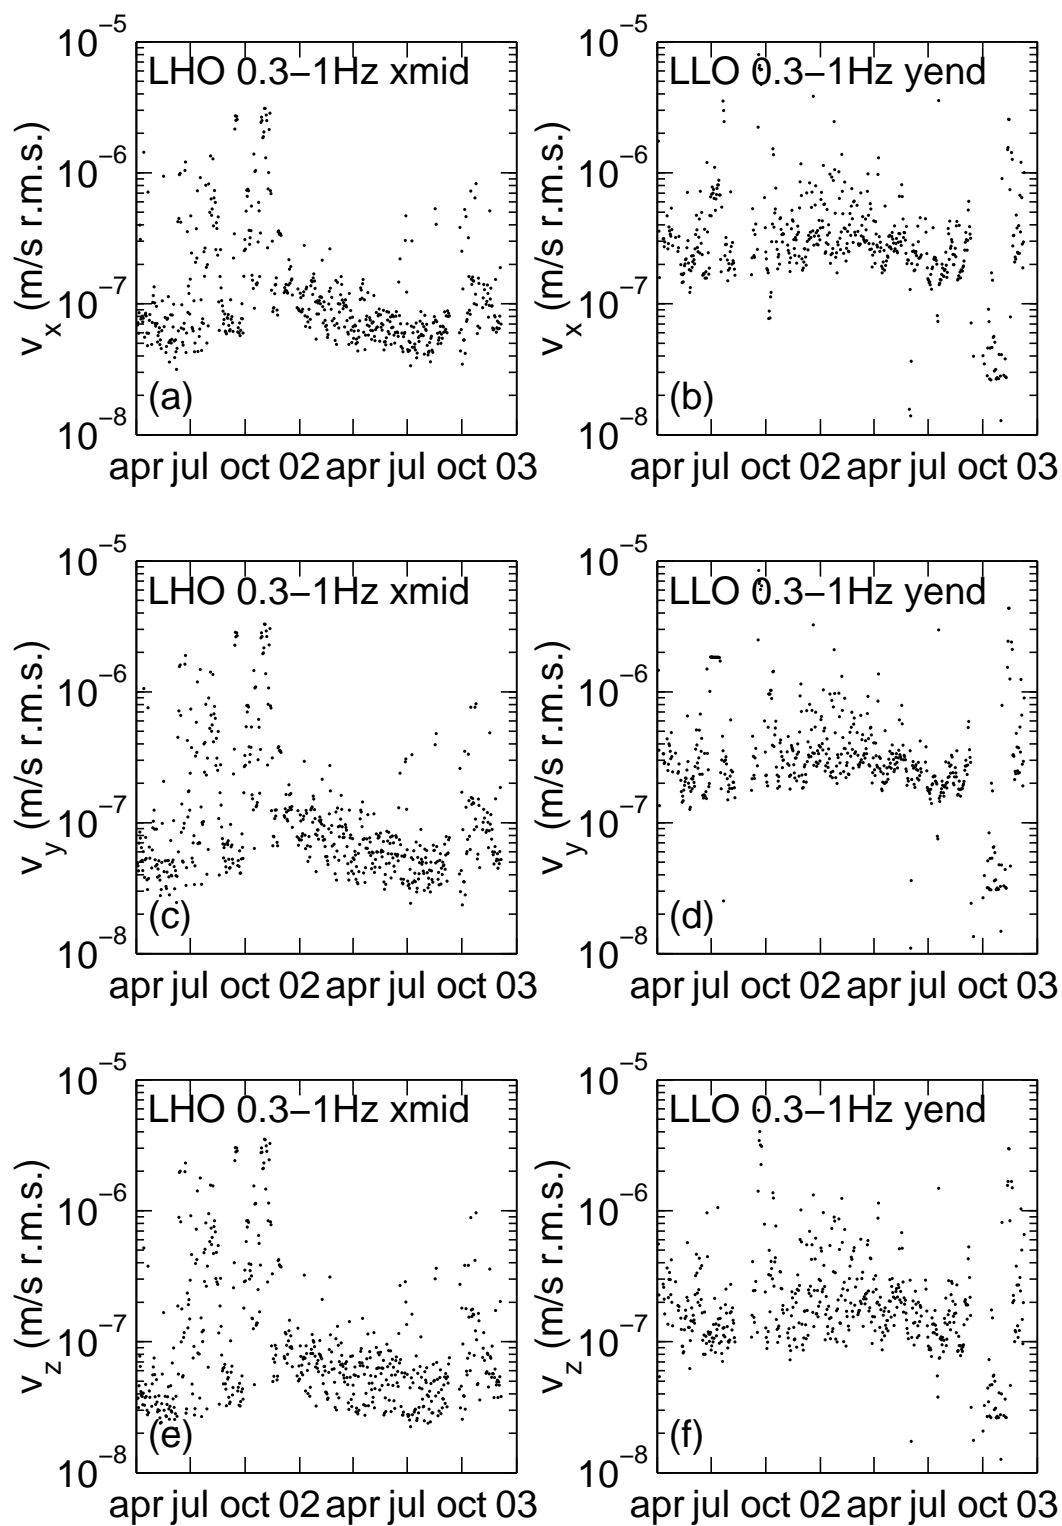 LHO 0.3–1Hz xmid
v_x (m/s r.m.s.)
10^−5
10^−6
10^−7
10^−8
(a)
apr jul oct 02 apr jul oct 03
LLO 0.3–1Hz yend
v_x (m/s r.m.s.)
10^−5
10^−6
10^−7
10^−8
(b)
apr jul oct 02 apr jul oct 03
LHO 0.3–1Hz xmid
v_y (m/s r.m.s.)
10^−5
10^−6
10^−7
10^−8
(c)
apr jul oct 02 apr jul oct 03
LLO 0.3–1Hz yend
v_y (m/s r.m.s.)
10^−5
10^−6
10^−7
10^−8
(d)
apr jul oct 02 apr jul oct 03
LHO 0.3–1Hz xmid
v_z (m/s r.m.s.)
10^−5
10^−6
10^−7
10^−8
(e)
apr jul oct 02 apr jul oct 03
LLO 0.3–1Hz yend
v_z (m/s r.m.s.)
10^−5
10^−6
10^−7
10^−8
(f)
apr jul oct 02 apr jul oct 03